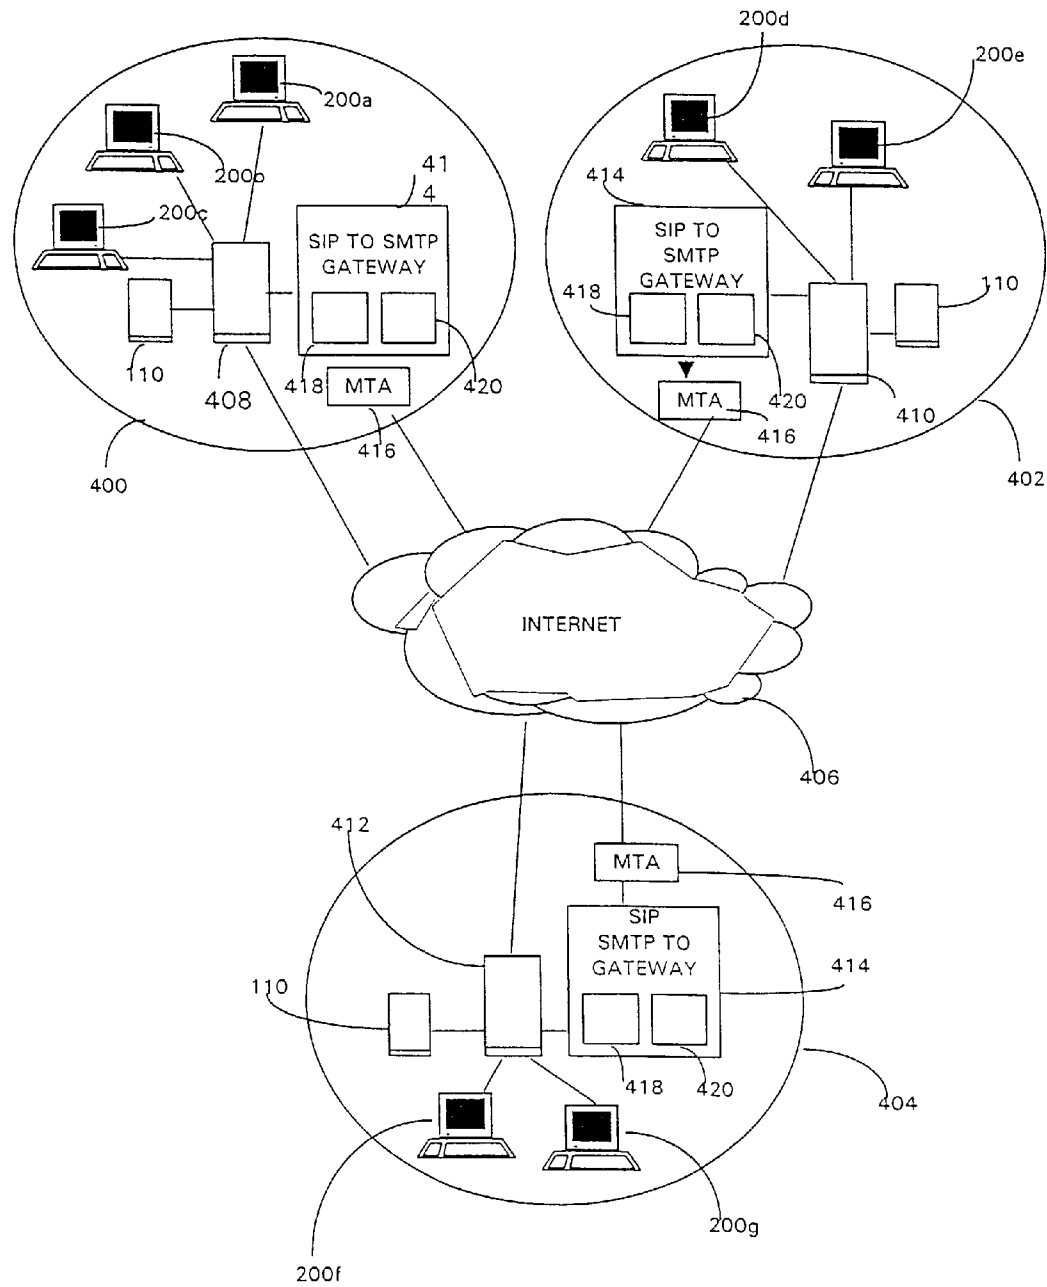 200d
200e
200a
200b
200c
41
4
SIP TO SMTP
GATEWAY
110
408
418
MTA
420
416
400
414
SIP TO
SMTP
GATEWAY
418
110
MTA
420
416
410
402
INTERNET
406
412
MTA
416
SIP
SMTP TO
GATEWAY
414
110
418
420
404
200f
200g